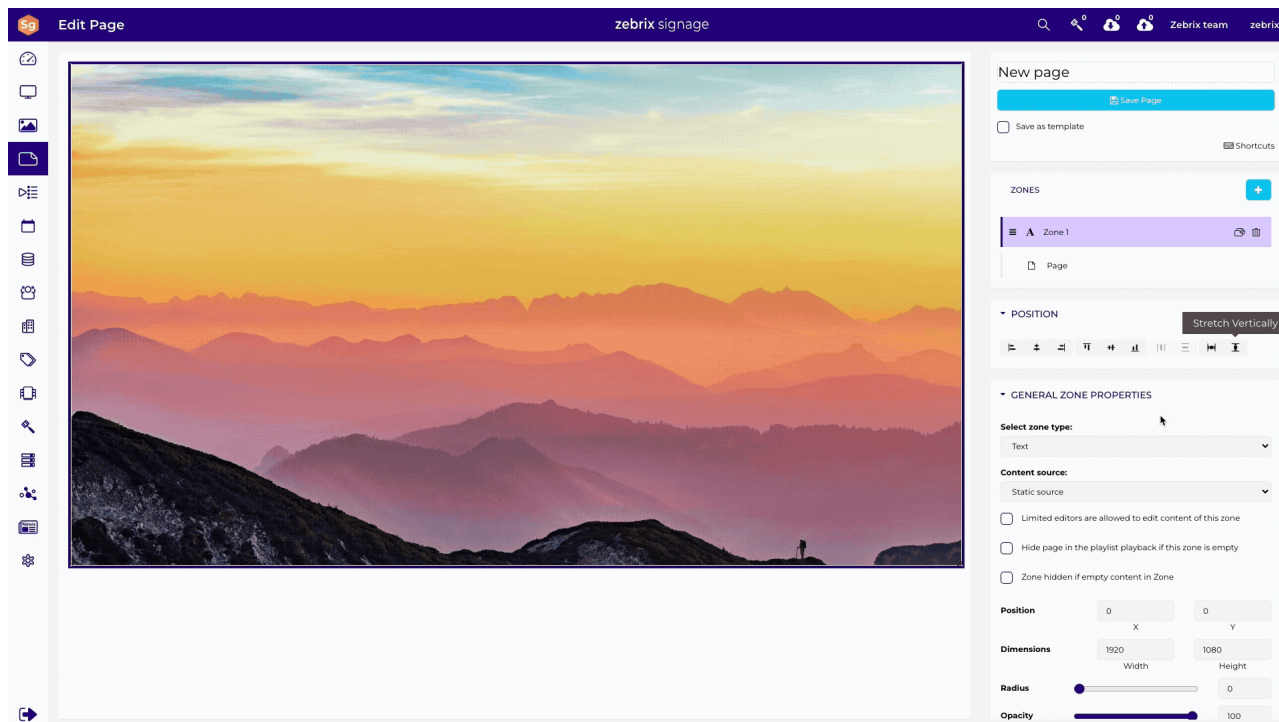 Sg
Edit Page
zebrix signage
0
0
0
Zebrix team
zebrix
New page
Save Page
Save as template
Shortcuts
ZONES
+
A Zone 1
Page
POSITION
Stretch Vertically
GENERAL ZONE PROPERTIES
Select zone type:
Text
Content source:
Static source
Limited editors are allowed to edit content of this zone
Hide page in the playlist playback if this zone is empty
Zone hidden if empty content in Zone
Position 0 0
X Y
Dimensions 1920 1080
Width Height
Radius 0
Opacity 100